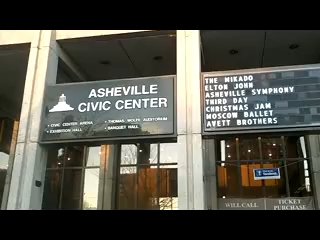 ASHEVILLE
CIVIC CENTER
• CIVIC CENTER ARENA • THOMAS WOLFE AUDITORIUM
• EXHIBITION HALL • BANQUET HALL
THE MIKADO
ELTON JOHN
ASHEVILLE SYMPHONY
THIRD DAY
CHRISTMAS JAM
MOSCOW BALLET
AVETT BROTHERS
WILL CALL
TICKET
PURCHASE